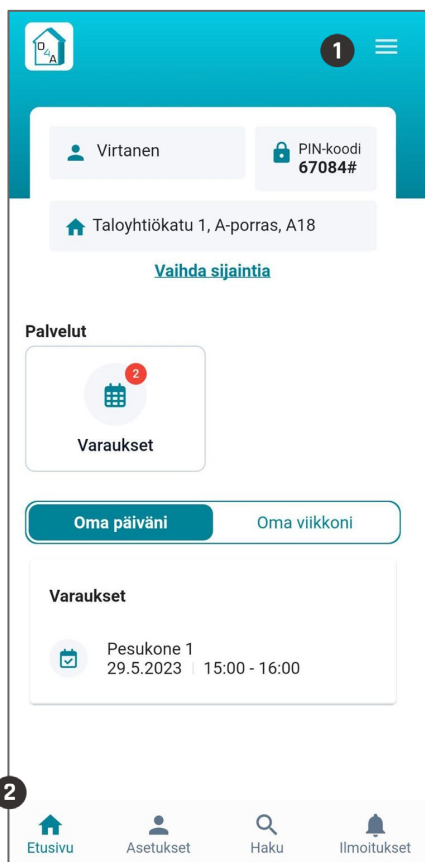 O
4
A
1
Virtanen
PIN-koodi
67084#
Taloyhtiökatu 1, A-porras, A18
Vaihda sijaintia
Palvelut
2
Varaukset
Oma päiväni
Oma viikkoni
Varaukset
Pesukone 1
29.5.2023 | 15:00 - 16:00
2
Etusivu
Asetukset
Haku
Ilmoitukset